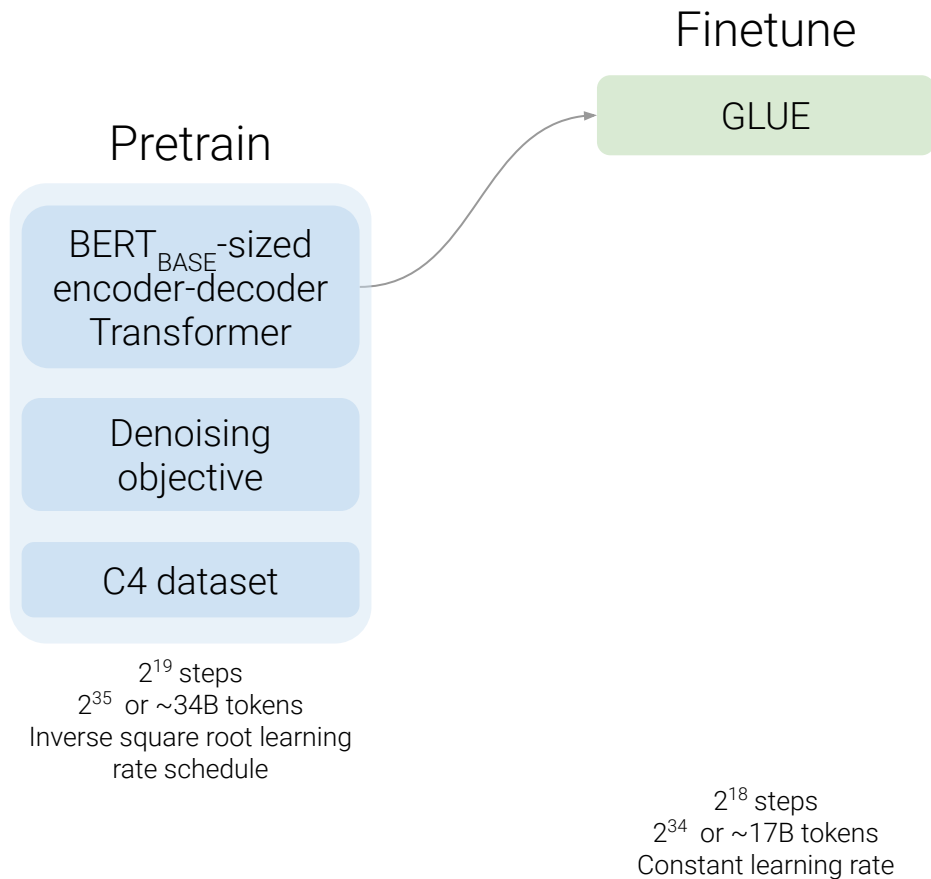 Finetune
GLUE
Pretrain
BERT_BASE-sized
encoder-decoder
Transformer
Denoising
objective
C4 dataset
2^19 steps
2^35 or ~34B tokens
Inverse square root learning
rate schedule
2^18 steps
2^34 or ~17B tokens
Constant learning rate